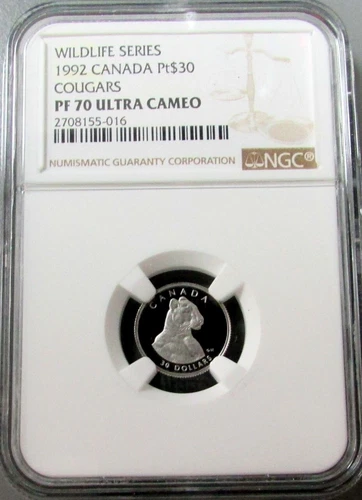 WILDLIFE SERIES
1992 CANADA Pt$30
COUGARS
PF 70 ULTRA CAMEO
2708155-016
NUMISMATIC GUARANTY CORPORATION
NGC®
CANADA
30 DOLLARS